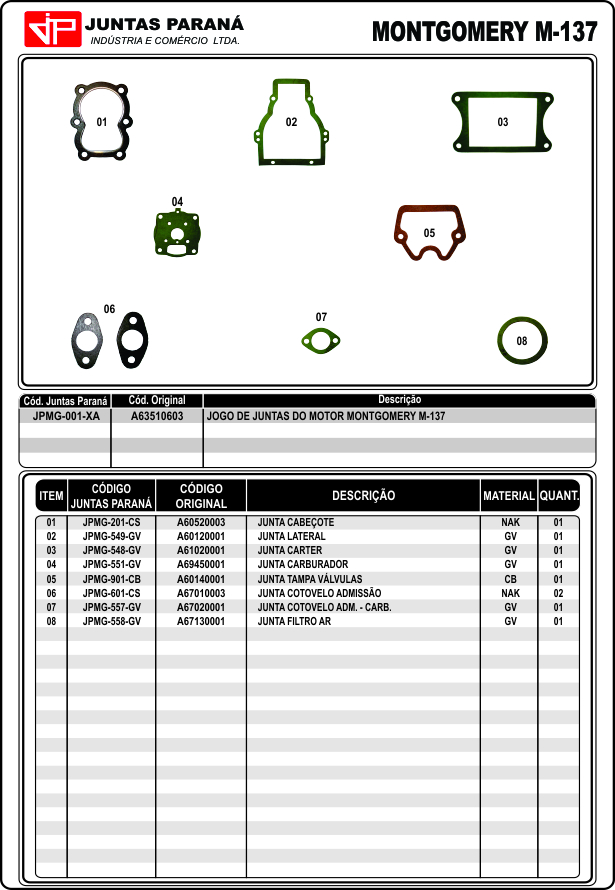 JP JUNTAS PARANÁ
INDÚSTRIA E COMÉRCIO LTDA.
MONTGOMERY M-137
01
02
03
04
05
06
07
08
Cód. Juntas Paraná Cód. Original Descrição
JPMG-001-XA A63510603 JOGO DE JUNTAS DO MOTOR MONTGOMERY M-137
ITEM CÓDIGO JUNTAS PARANÁ CÓDIGO ORIGINAL DESCRIÇÃO MATERIAL QUANT.
01 JPMG-201-CS A60520003 JUNTA CABEÇOTE NAK 01
02 JPMG-549-GV A60120001 JUNTA LATERAL GV 01
03 JPMG-548-GV A61020001 JUNTA CARTER GV 01
04 JPMG-551-GV A69450001 JUNTA CARBURADOR GV 01
05 JPMG-901-CB A60140001 JUNTA TAMPA VÁLVULAS CB 01
06 JPMG-601-CS A67010003 JUNTA COTOVELO ADMISSÃO NAK 02
07 JPMG-557-GV A67020001 JUNTA COTOVELO ADM. - CARB. GV 01
08 JPMG-558-GV A67130001 JUNTA FILTRO AR GV 01